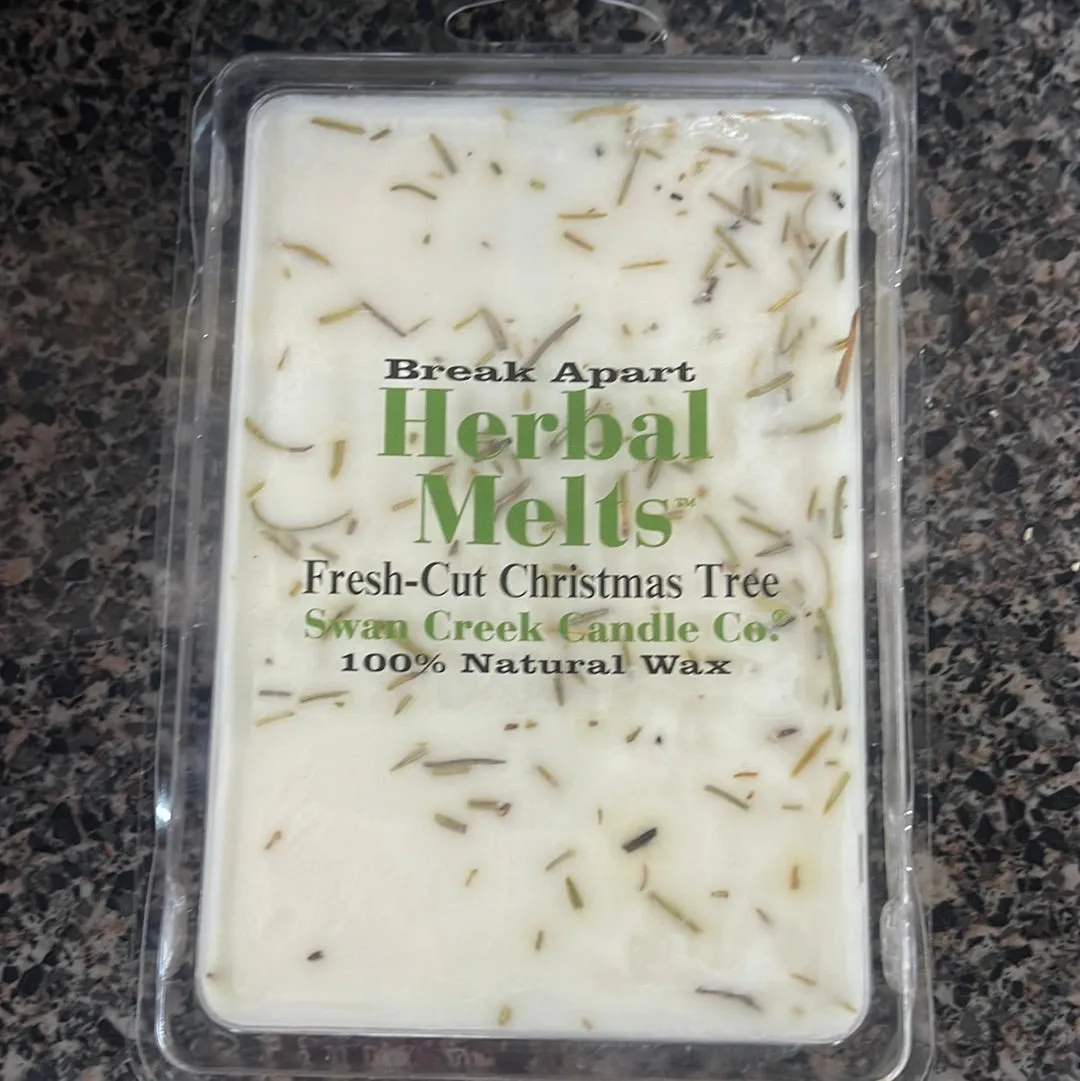 Break Apart
Herbal
Melts™
Fresh-Cut Christmas Tree
Swan Creek Candle Co.®
100% Natural Wax